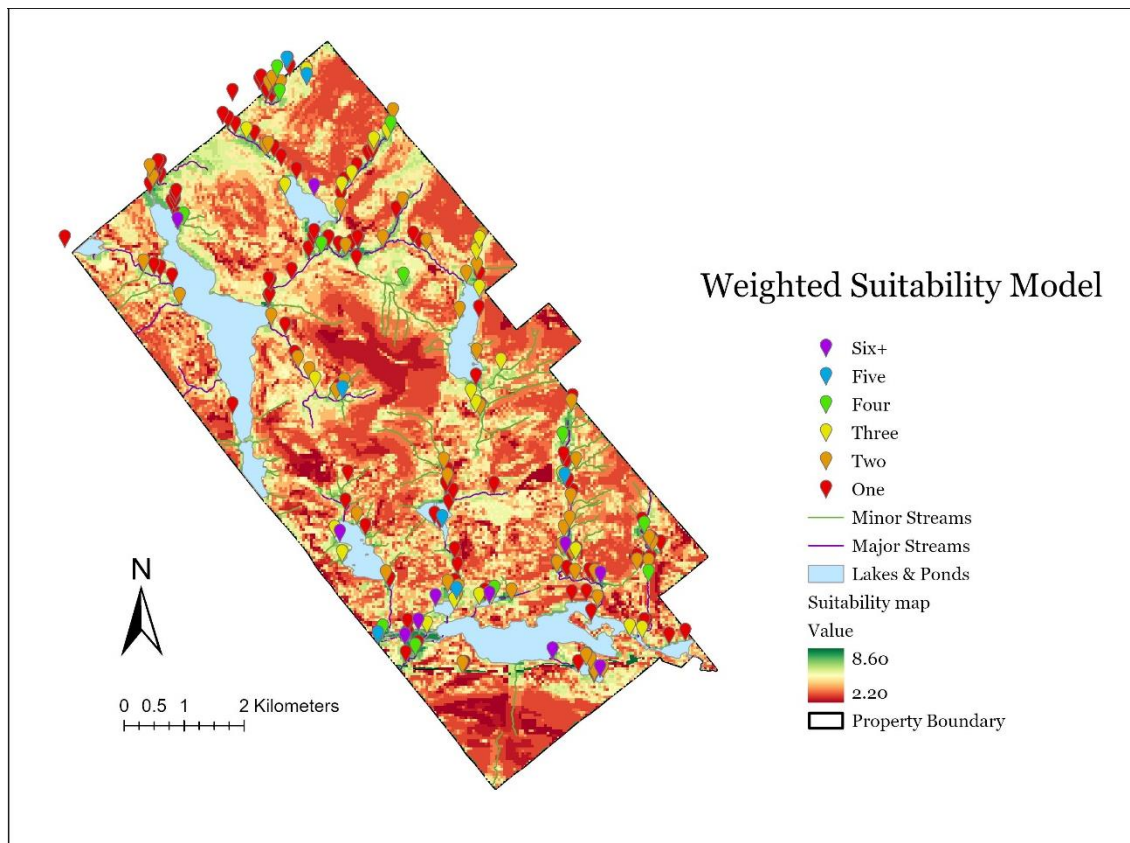 Weighted Suitability Model
Six+
Five
Four
Three
Two
One
Minor Streams
Major Streams
Lakes & Ponds
Suitability map
Value
8.60
2.20
Property Boundary
N
0 0.5 1 2 Kilometers